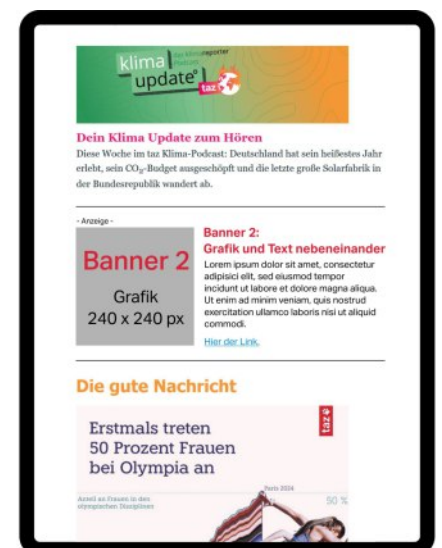 klima
update°
der klimareporter
Podcast
taz
Dein Klima Update zum Hören
Diese Woche im taz Klima-Podcast: Deutschland hat sein heißestes Jahr
erlebt, sein CO₂-Budget ausgeschöpft und die letzte große Solarfabrik in
der Bundesrepublik wandert ab.
- Anzeige -
Banner 2
Grafik
240 x 240 px
Banner 2:
Grafik und Text nebeneinander
Lorem ipsum dolor sit amet, consectetur
adipisici elit, sed eiusmod tempor
incidunt ut labore et dolore magna aliqua.
Ut enim ad minim veniam, quis nostrud
exercitation ullamco laboris nisi ut aliquid
commodi.
Hier der Link.
Die gute Nachricht
Erstmals treten
50 Prozent Frauen
bei Olympia an
taz
Anteil an Frauen in den
olympischen Disziplinen
Paris 2024
50 %